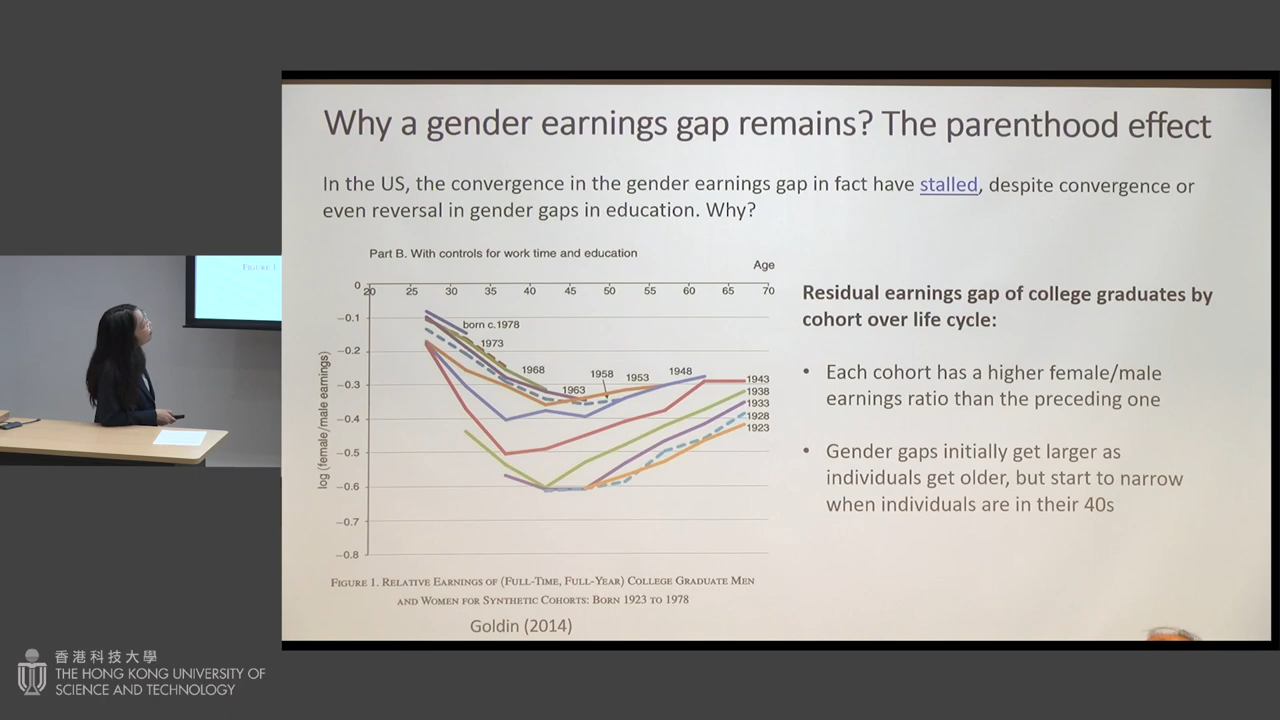 Why a gender earnings gap remains? The parenthood effect
In the US, the convergence in the gender earnings gap in fact have stalled, despite convergence or
even reversal in gender gaps in education. Why?
Part B. With controls for work time and education
Age
0
20 25 30 35 40 45 50 55 60 65 70
−0.1
−0.2
−0.3
−0.4
−0.5
−0.6
−0.7
−0.8
log (female/male earnings)
born c.1978
1973
1968
1963
1958
1953
1948
1943
1938
1933
1928
1923
FIGURE 1. RELATIVE EARNINGS OF (FULL-TIME, FULL-YEAR) COLLEGE GRADUATE MEN
AND WOMEN FOR SYNTHETIC COHORTS: BORN 1923 TO 1978
Goldin (2014)
Residual earnings gap of college graduates by
cohort over life cycle:
• Each cohort has a higher female/male
earnings ratio than the preceding one
• Gender gaps initially get larger as
individuals get older, but start to narrow
when individuals are in their 40s
FIGURE 1
香港科技大學
THE HONG KONG UNIVERSITY OF
SCIENCE AND TECHNOLOGY